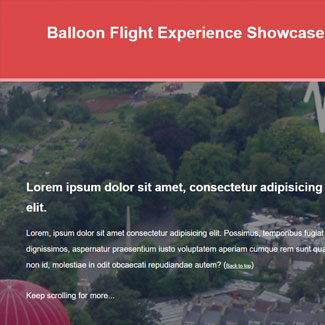 Balloon Flight Experience Showcase
Lorem ipsum dolor sit amet, consectetur adipisicing
elit.
Lorem, ipsum dolor sit amet consectetur adipisicing elit. Possimus, temporibus fugiat
dignissimos, aspernatur praesentium iusto voluptatem aperiam cumque rem sunt qua
non id, molestiae in odit obcaecati repudiandae autem? (Back to top)
Keep scrolling for more...